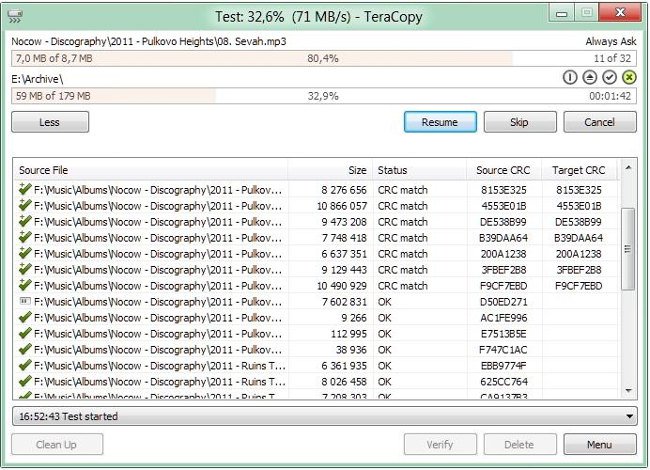 Test: 32,6% (71 MB/s) - TeraCopy
Nocow - Discography\2011 - Pulkovo Heights\08. Sevah.mp3 Always Ask
7,0 MB of 8,7 MB 80,4% 11 of 32
E:\Archive\
59 MB of 179 MB 32,9% 00:01:42
Less Resume Skip Cancel
Source File Size Status Source CRC Target CRC
F:\Music\Albums\Nocow - Discography\2011 - Pulkov... 8 276 656 CRC match 8153E325 8153E325
F:\Music\Albums\Nocow - Discography\2011 - Pulkov... 10 866 057 CRC match 4553E01B 4553E01B
F:\Music\Albums\Nocow - Discography\2011 - Pulkov... 9 473 208 CRC match DE538B99 DE538B99
F:\Music\Albums\Nocow - Discography\2011 - Pulkov... 7 748 418 CRC match B39DAA64 B39DAA64
F:\Music\Albums\Nocow - Discography\2011 - Pulkov... 6 637 351 CRC match 200A1238 200A1238
F:\Music\Albums\Nocow - Discography\2011 - Pulkov... 9 129 443 CRC match 3FBEF2B8 3FBEF2B8
F:\Music\Albums\Nocow - Discography\2011 - Pulkov... 10 490 929 CRC match F9CF7EBD F9CF7EBD
F:\Music\Albums\Nocow - Discography\2011 - Pulkov... 7 602 831 OK D50ED271
F:\Music\Albums\Nocow - Discography\2011 - Pulkov... 9 266 OK AC1FE996
F:\Music\Albums\Nocow - Discography\2011 - Pulkov... 112 995 OK E7513B5E
F:\Music\Albums\Nocow - Discography\2011 - Pulkov... 38 936 OK F747C1AC
F:\Music\Albums\Nocow - Discography\2011 - Ruins T... 6 361 935 OK EBB9774F
F:\Music\Albums\Nocow - Discography\2011 - Ruins T... 8 026 458 OK 625CC764
F:\Music\Albums\Nocow - Discography\2011 - Ruins T... 7 208 303 OK CA9137B3
16:52:43 Test started
Clean Up Verify Delete Menu